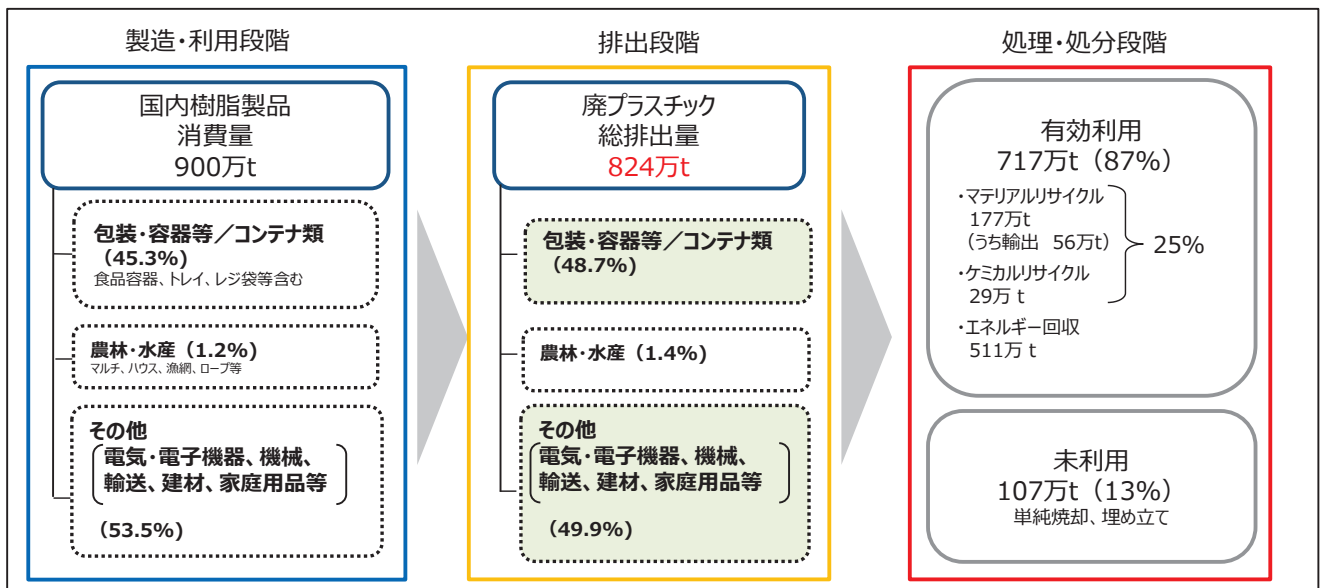 製造・利用段階
国内樹脂製品
消費量
900万t
包装・容器等／コンテナ類
（45.3%）
食品容器、トレイ、レジ袋等含む
農林・水産（1.2%）
マルチ、ハウス、漁網、ロープ等
その他
電気・電子機器、機械、
輸送、建材、家庭用品等
（53.5%）
排出段階
廃プラスチック
総排出量
824万t
包装・容器等／コンテナ類
（48.7%）
農林・水産（1.4%）
その他
電気・電子機器、機械、
輸送、建材、家庭用品等
（49.9%）
処理・処分段階
有効利用
717万t（87%）
・マテリアルリサイクル
177万t
（うち輸出 56万t）
25%
・ケミカルリサイクル
29万 t
・エネルギー回収
511万 t
未利用
107万t（13%）
単純焼却、埋め立て